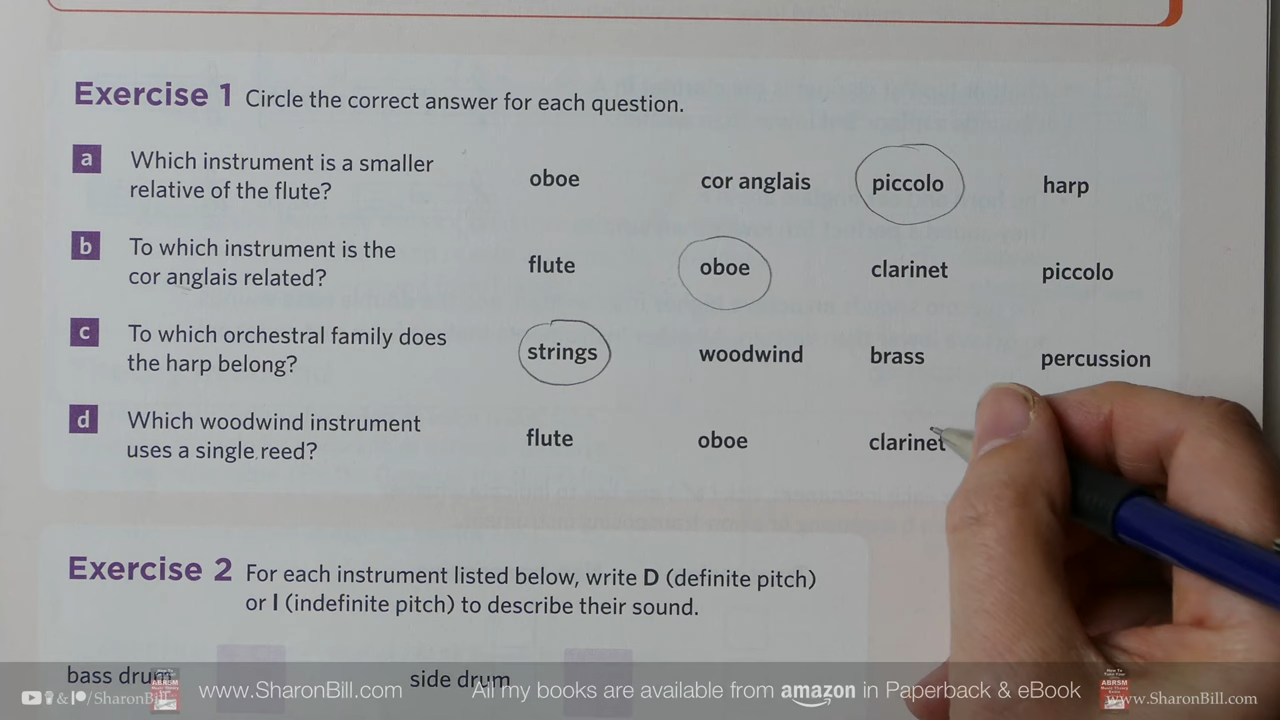 Exercise 1 Circle the correct answer for each question.
a Which instrument is a smaller
relative of the flute?
oboe cor anglais piccolo harp
b To which instrument is the
cor anglais related?
flute oboe clarinet piccolo
c To which orchestral family does
the harp belong?
strings woodwind brass percussion
d Which woodwind instrument
uses a single reed?
flute oboe clarinet
Exercise 2 For each instrument listed below, write D (definite pitch)
or I (indefinite pitch) to describe their sound.
bass drum side drum
& /SharonBill www.SharonBill.com All my books are available from amazon in Paperback & eBook www.SharonBill.com